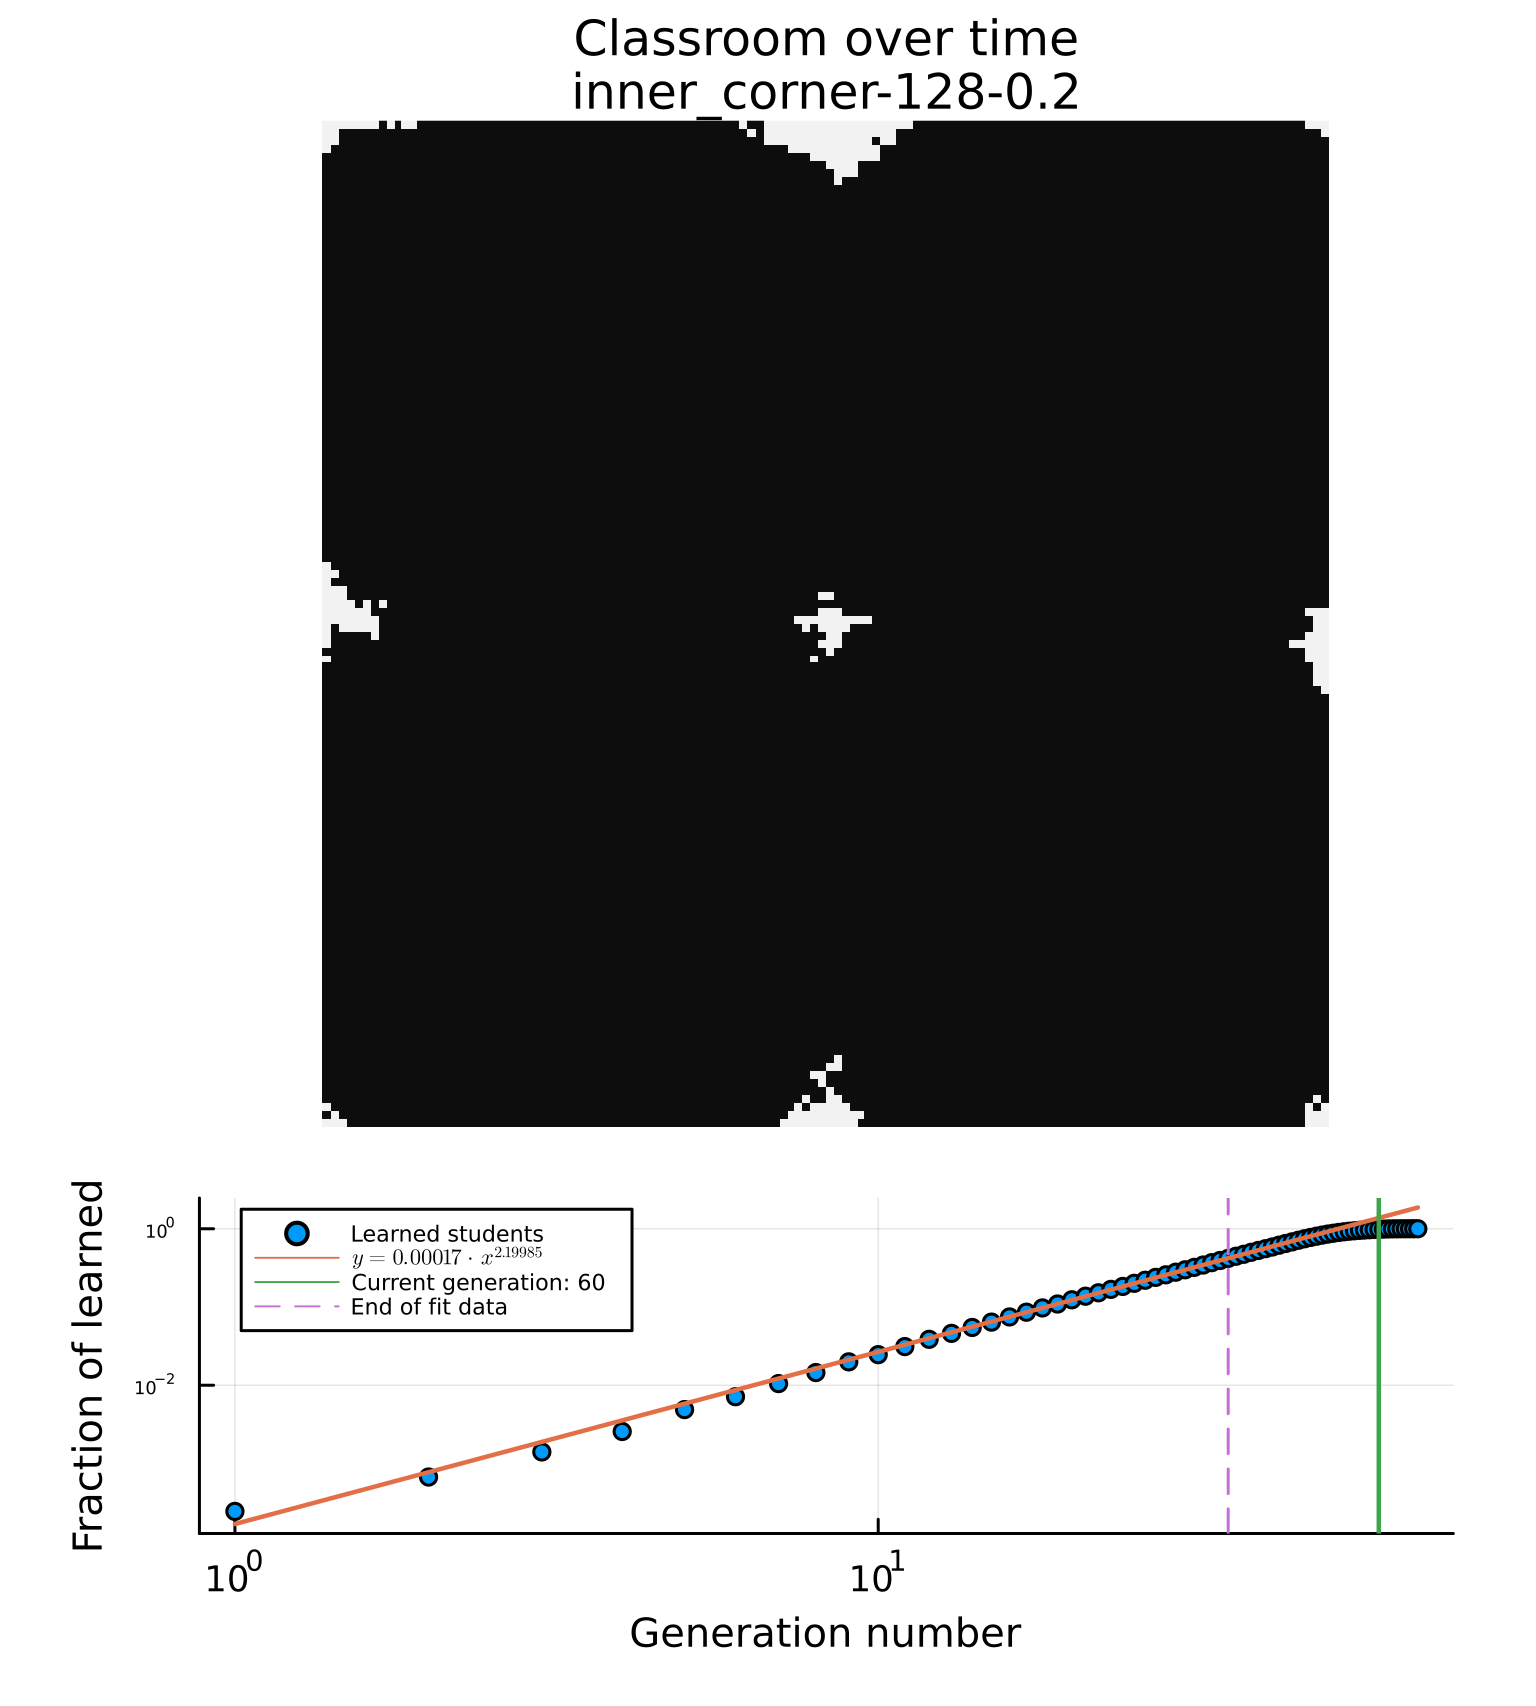 Classroom over time
inner_corner-128-0.2
Fraction of learned
10^0
10^-2
Learned students
y = 0.00017 · x^2.19985
Current generation: 60
End of fit data
10^0
10^1
Generation number